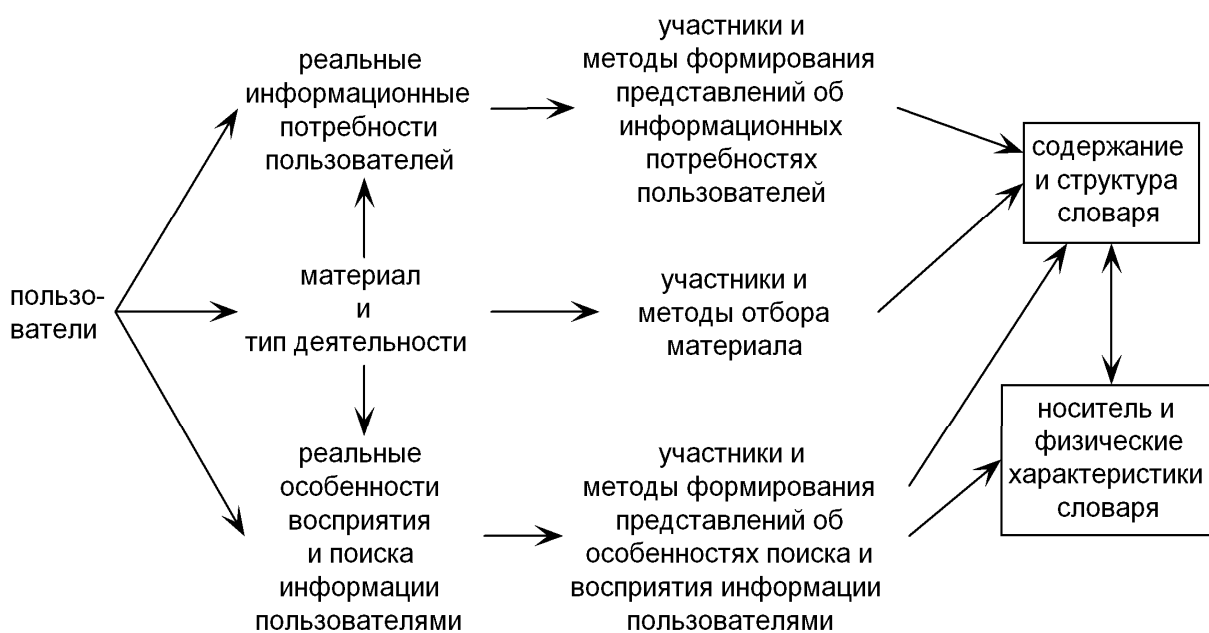 пользо-
ватели
реальные
информационные
потребности
пользователей
материал
и
тип деятельности
реальные
особенности
восприятия
и поиска
информации
пользователями
участники и
методы формирования
представлений об
информационных
потребностях
пользователей
участники и
методы отбора
материала
участники и
методы формирования
представлений об
особенностях поиска и
восприятия информации
пользователями
содержание
и структура
словаря
носитель и
физические
характеристики
словаря